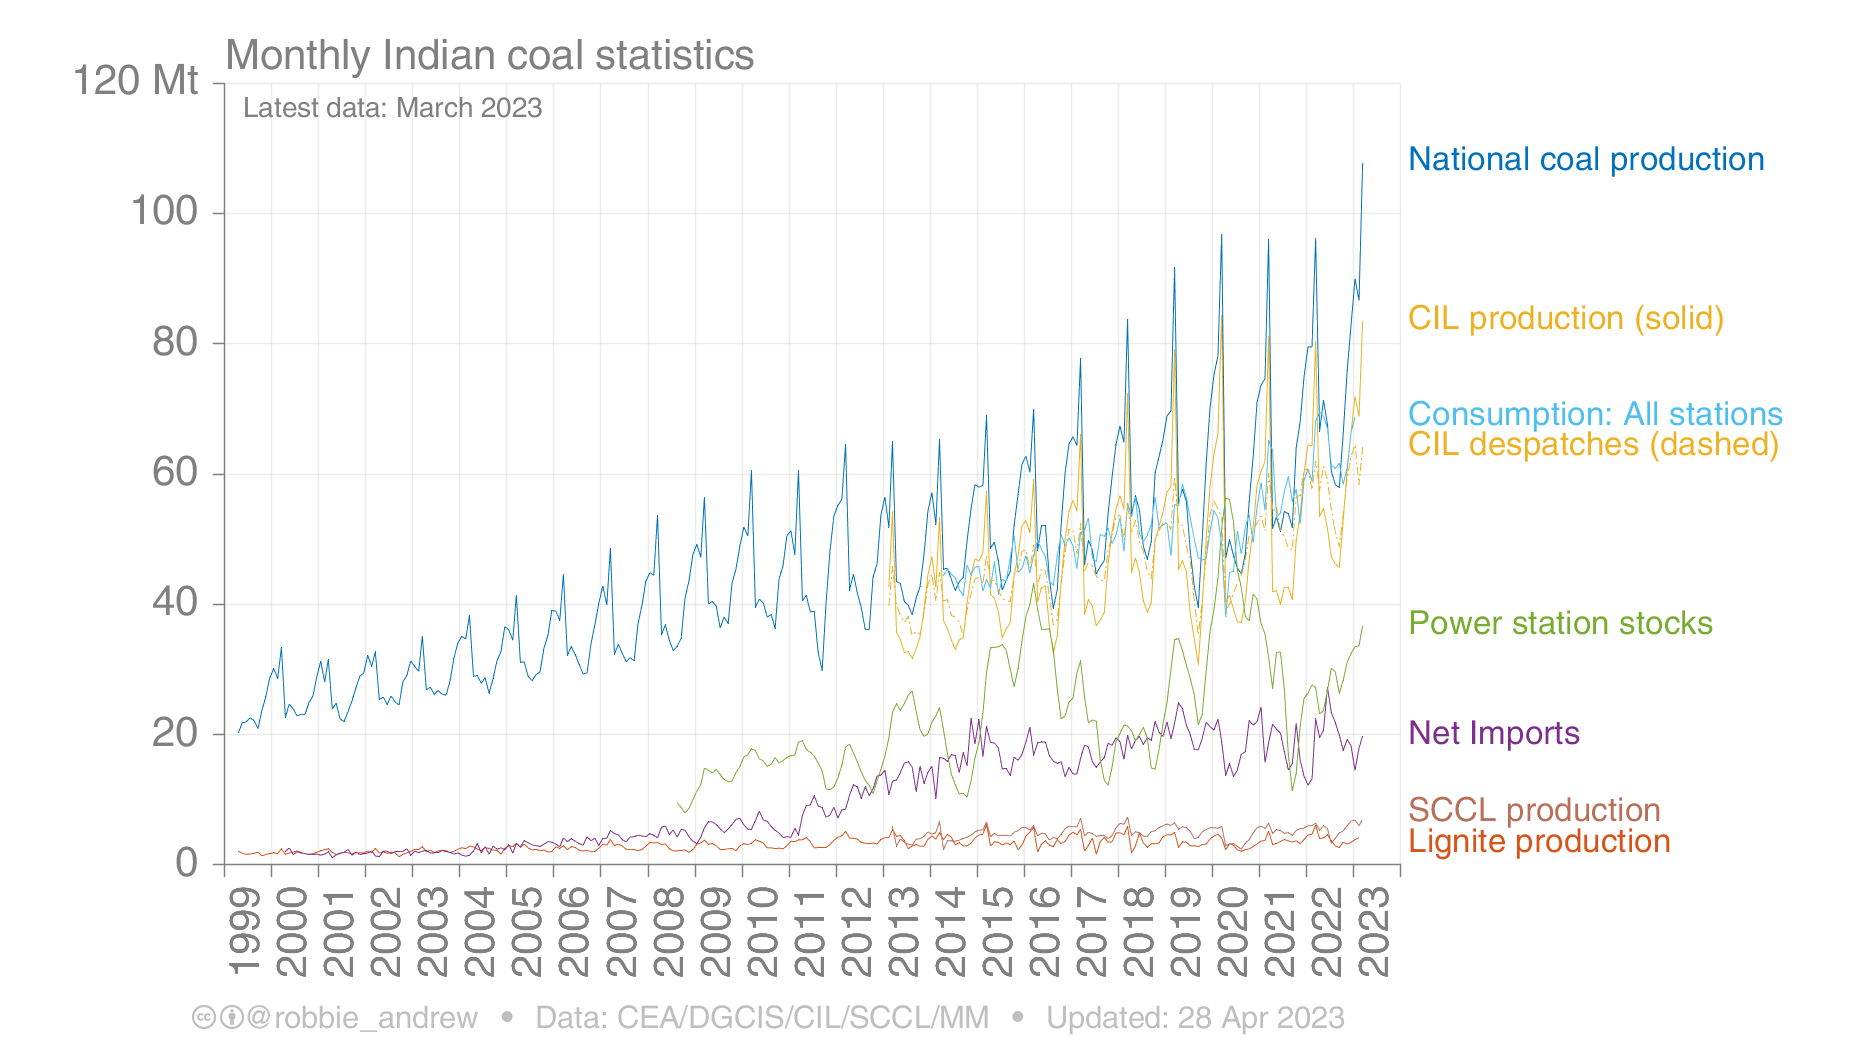 Monthly Indian coal statistics
120 Mt
Latest data: March 2023
100
80
60
40
20
0
National coal production
CIL production (solid)
Consumption: All stations
CIL despatches (dashed)
Power station stocks
Net Imports
SCCL production
Lignite production
1999
2000
2001
2002
2003
2004
2005
2006
2007
2008
2009
2010
2011
2012
2013
2014
2015
2016
2017
2018
2019
2020
2021
2022
2023
cc @robbie_andrew • Data: CEA/DGCIS/CIL/SCCL/MM • Updated: 28 Apr 2023